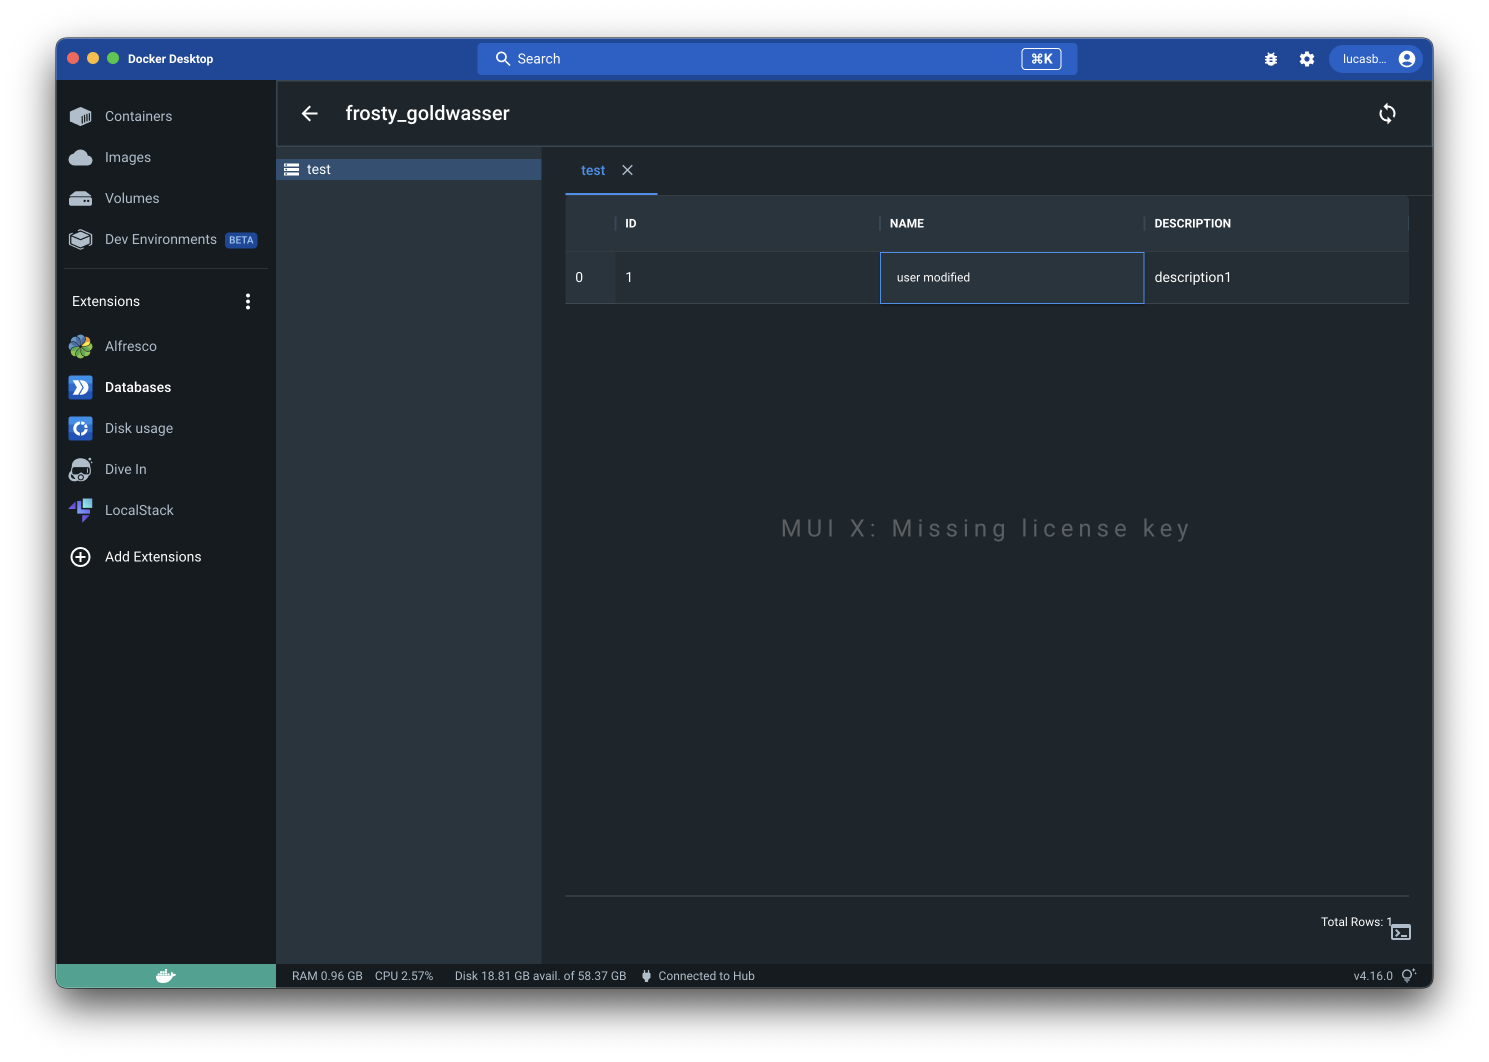 Docker Desktop
Search
⌘K
lucasb...
Containers
Images
Volumes
Dev Environments BETA
Extensions
Alfresco
Databases
Disk usage
Dive In
LocalStack
Add Extensions
frosty_goldwasser
test
test
ID NAME DESCRIPTION
0 1 user modified description1
MUI X: Missing license key
Total Rows: 1
RAM 0.96 GB CPU 2.57% Disk 18.81 GB avail. of 58.37 GB Connected to Hub v4.16.0